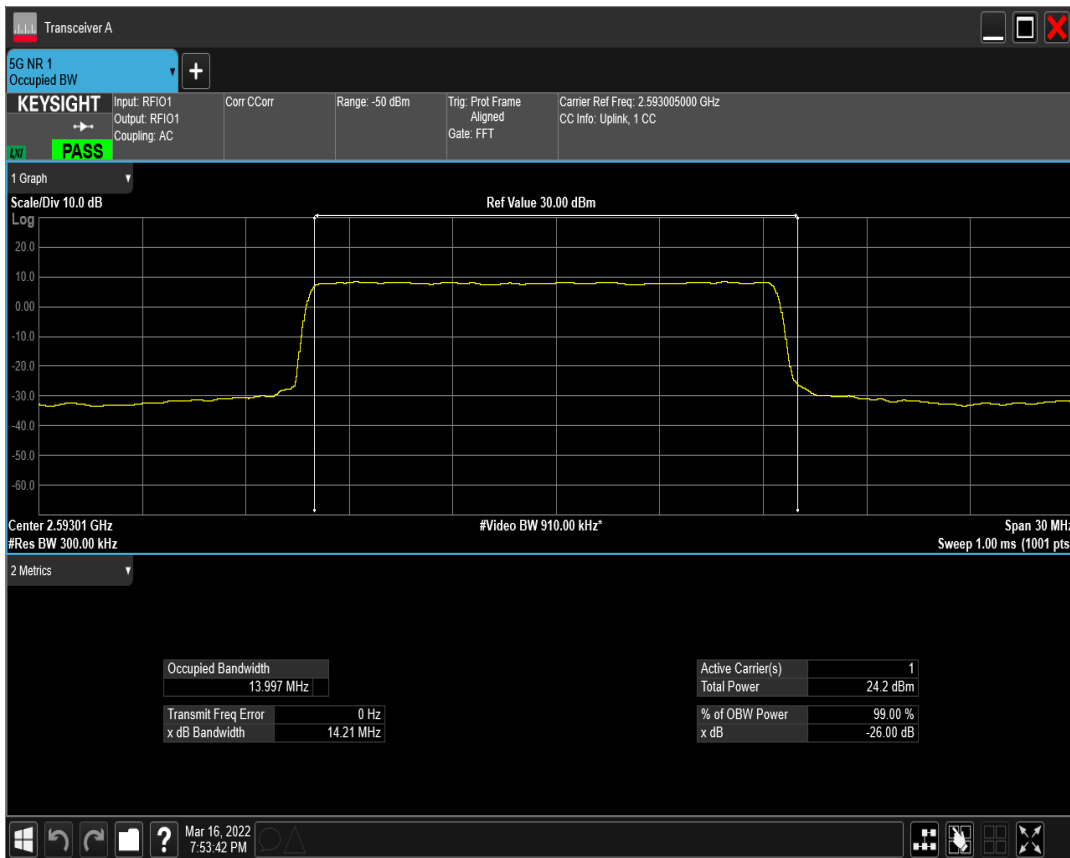 Transceiver A
5G NR 1
Occupied BW
+
KEYSIGHT
LXI
PASS
Input: RFIO1
Output: RFIO1
Coupling: AC
Corr CCorr
Range: -50 dBm
Trig: Prot Frame
Aligned
Gate: FFT
Carrier Ref Freq: 2.593005000 GHz
CC Info: Uplink, 1 CC
1 Graph
Scale/Div 10.0 dB
Ref Value 30.00 dBm
Log
20.0
10.0
0.00
-10.0
-20.0
-30.0
-40.0
-50.0
-60.0
Center 2.59301 GHz
#Video BW 910.00 kHz*
Span 30 MHz
#Res BW 300.00 kHz
Sweep 1.00 ms (1001 pts
2 Metrics
Occupied Bandwidth
13.997 MHz
Transmit Freq Error 0 Hz
x dB Bandwidth 14.21 MHz
Active Carrier(s) 1
Total Power 24.2 dBm
% of OBW Power 99.00 %
x dB -26.00 dB
?
Mar 16, 2022
7:53:42 PM